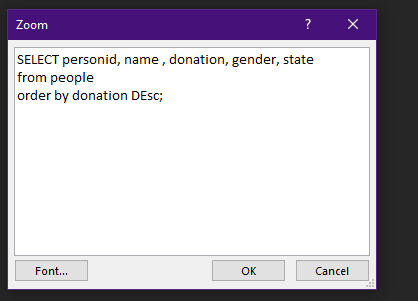 Zoom
?
SELECT personid, name , donation, gender, state
from people
order by donation DEsc;
Font...
OK
Cancel